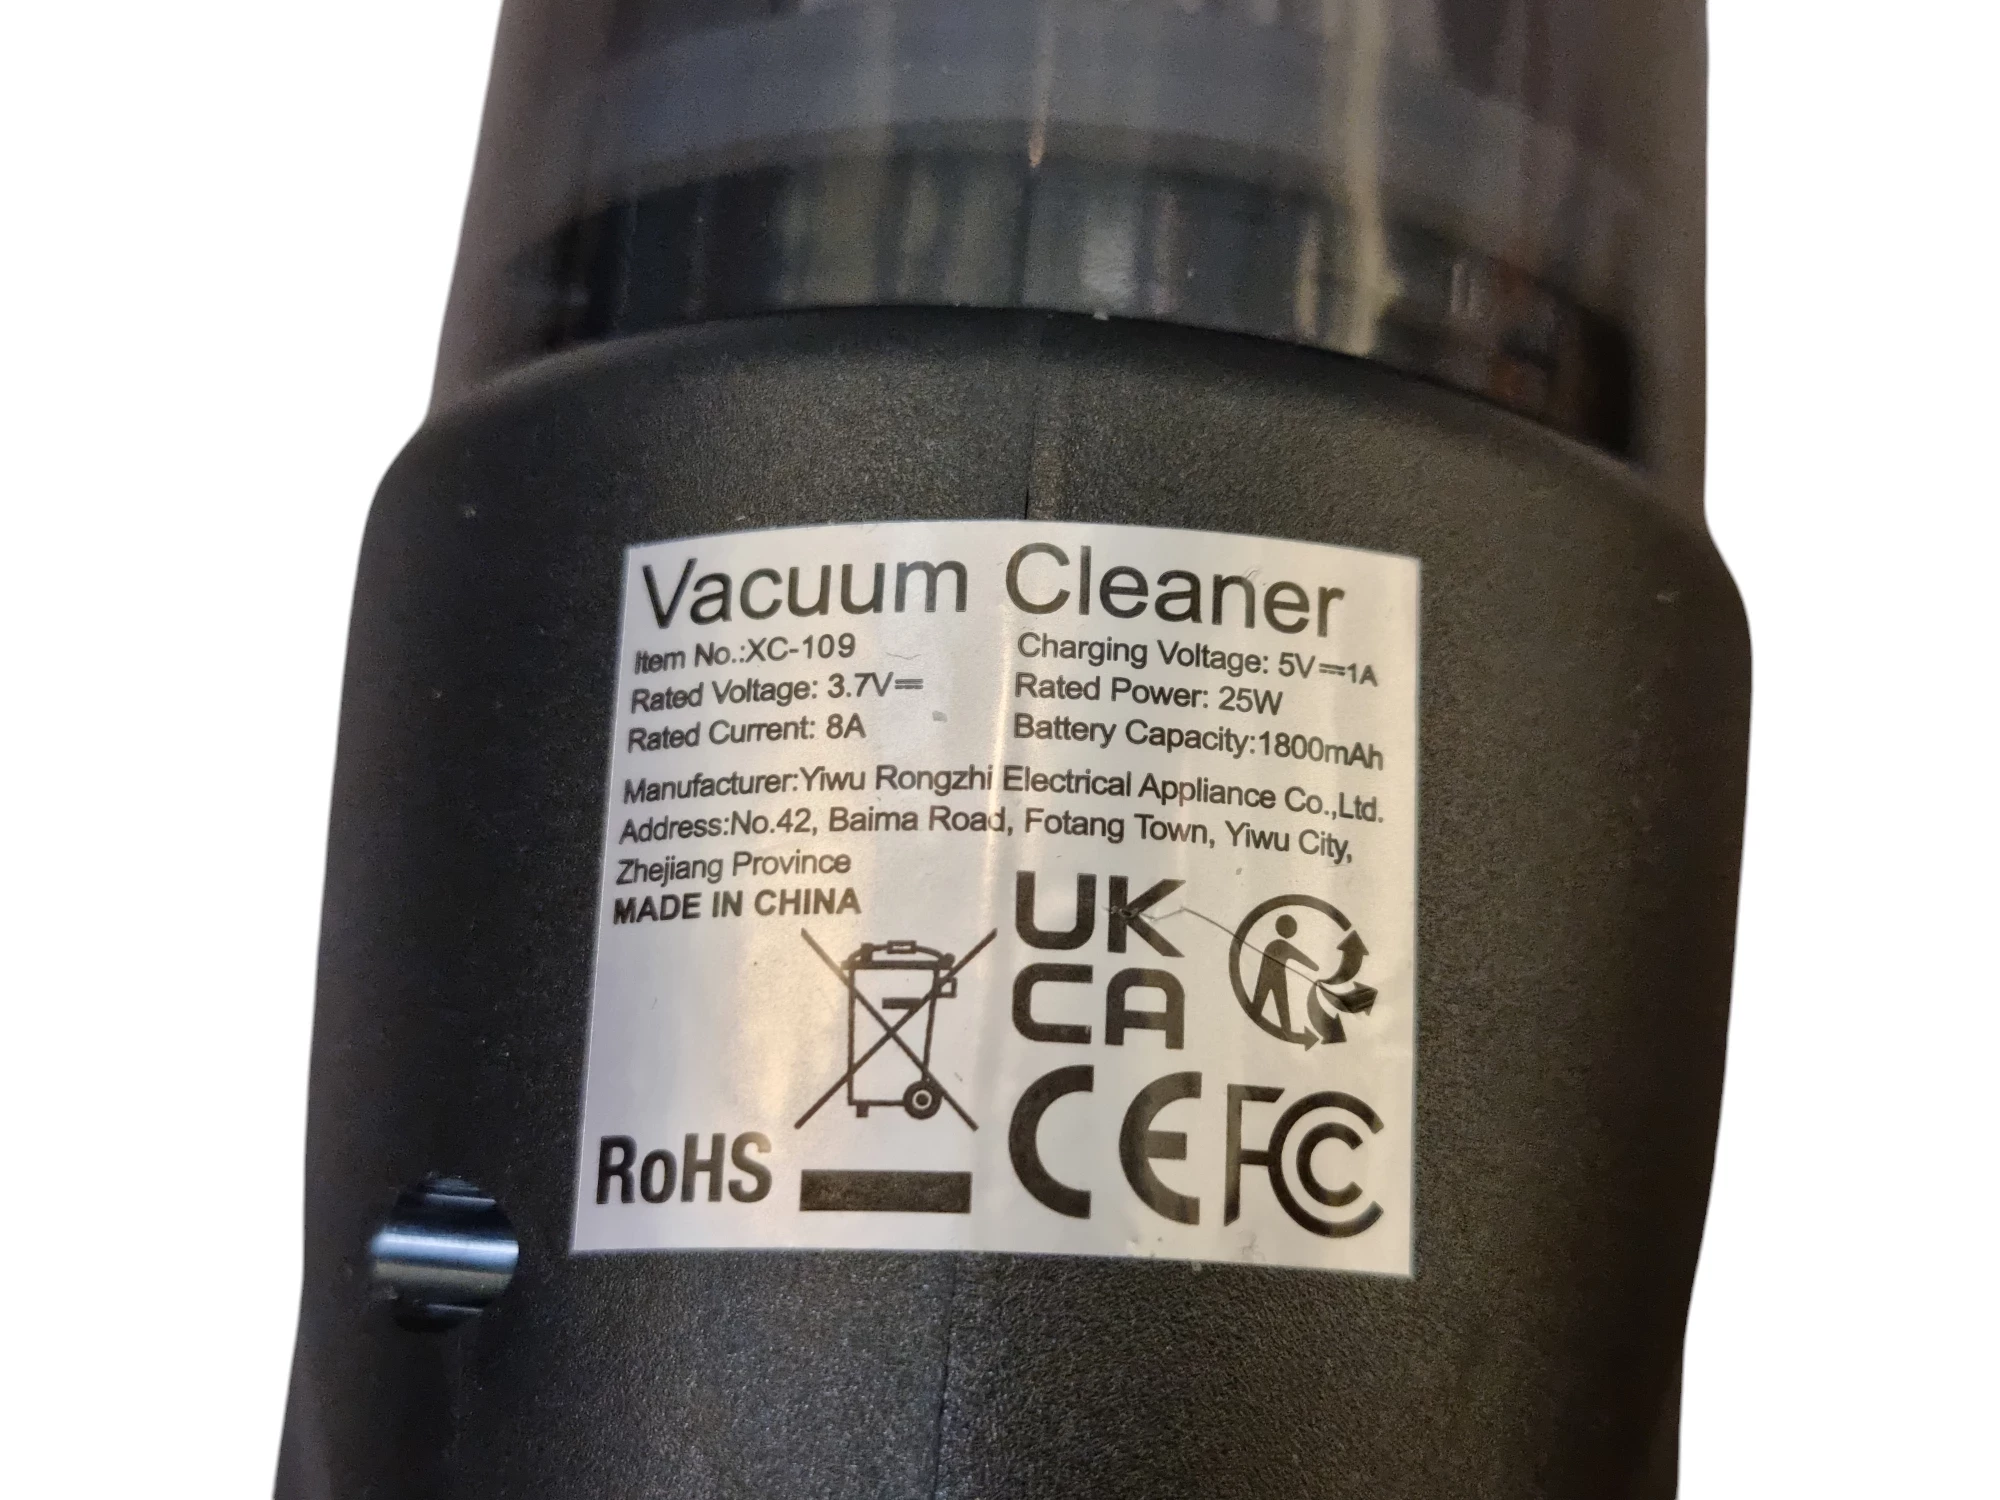 Vacuum Cleaner
Item No.:XC-109
Rated Voltage: 3.7V⎓
Rated Current: 8A
Charging Voltage: 5V⎓1A
Rated Power: 25W
Battery Capacity:1800mAh
Manufacturer:Yiwu Rongzhi Electrical Appliance Co.,Ltd.
Address:No.42, Baima Road, Fotang Town, Yiwu City,
Zhejiang Province
MADE IN CHINA
UK
CA
RoHS
CE FC